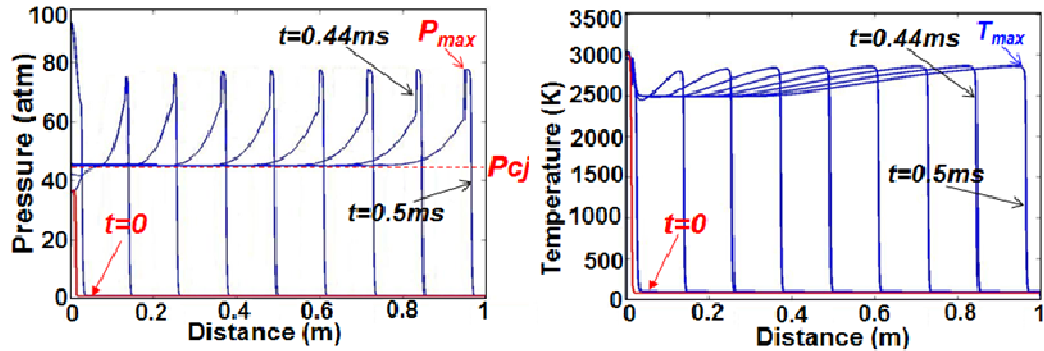 Pressure (atm)
100
80
60
40
20
0
0
0.2
0.4
0.6
0.8
1
Distance (m)
t=0.44ms
Pmax
Pcj
t=0.5ms
t=0
Temperature (K)
3500
3000
2500
2000
1500
1000
500
0
0
0.2
0.4
0.6
0.8
1
Distance (m)
t=0.44ms
Tmax
t=0.5ms
t=0